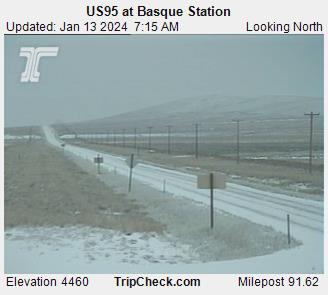 US95 at Basque Station
Updated: Jan 13 2024 7:15 AM Looking North
Elevation 4460 TripCheck.com Milepost 91.62